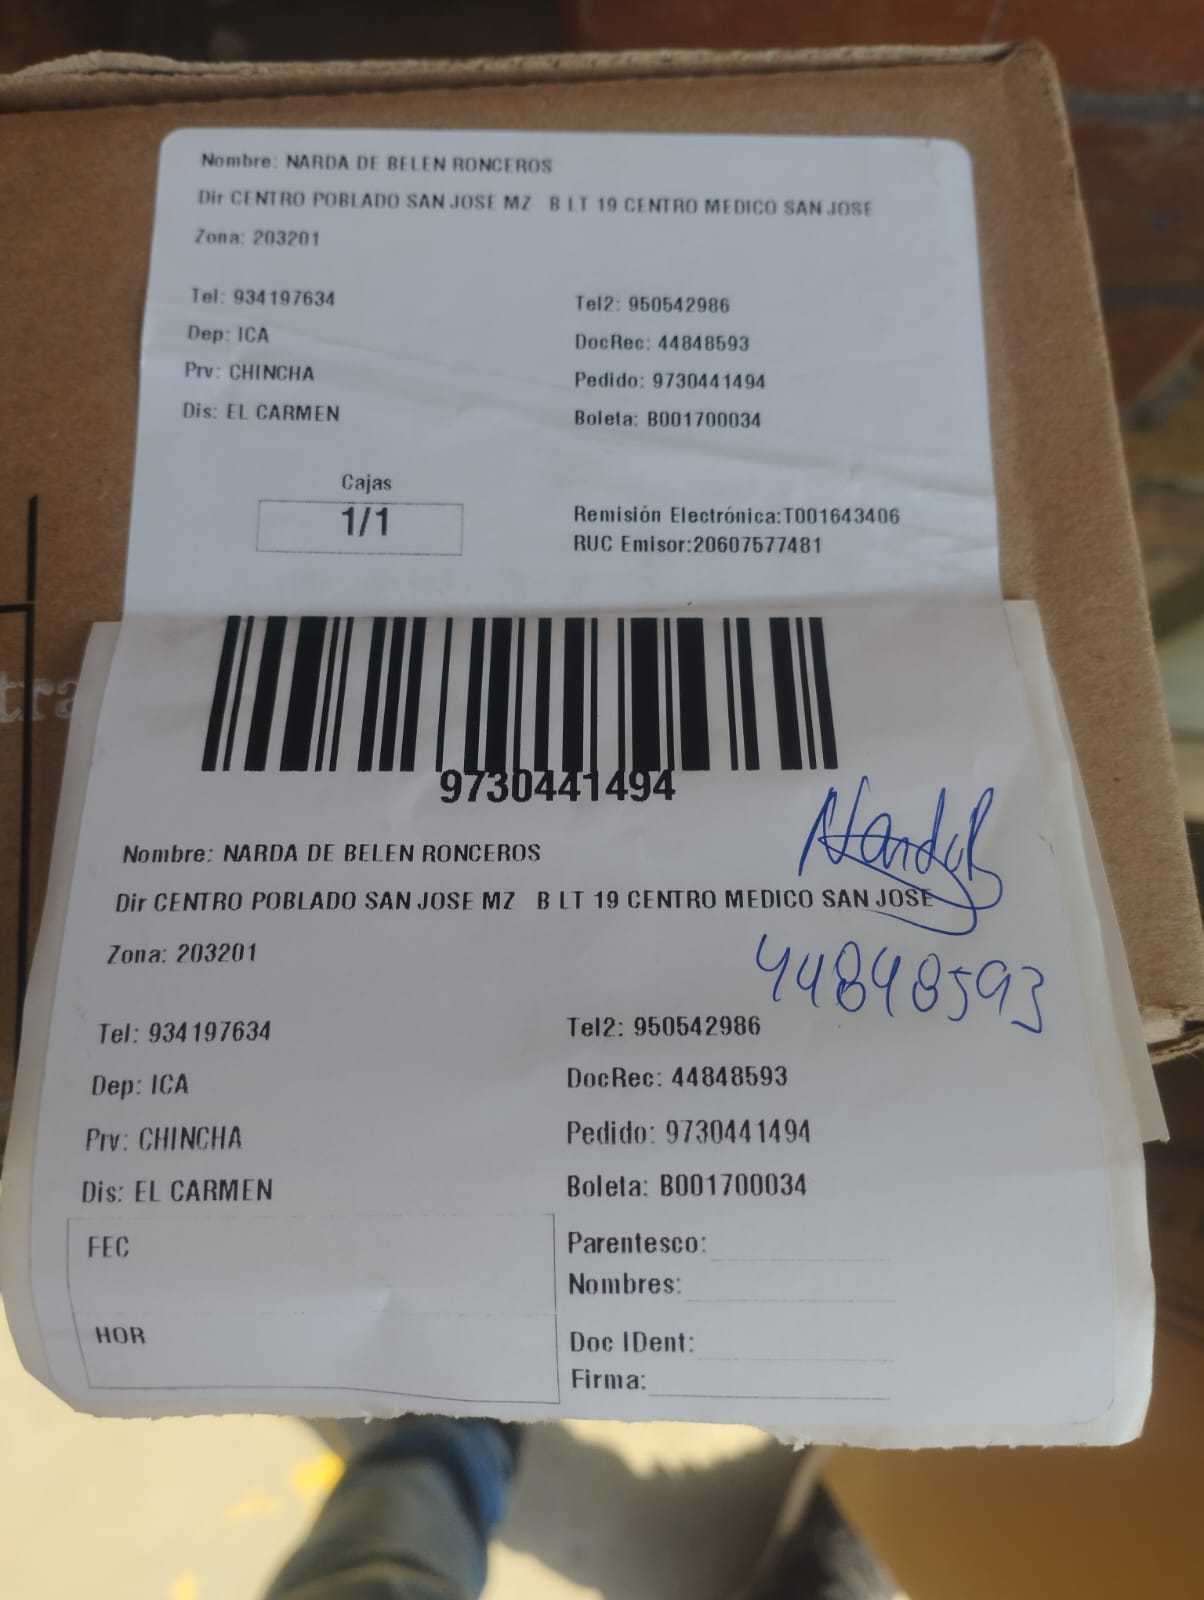 Nombre: NARDA DE BELEN RONCEROS
Dir CENTRO POBLADO SAN JOSE MZ B LT 19 CENTRO MEDICO SAN JOSE
Zona: 203201
Tel: 934197634 Tel2: 950542986
Dep: ICA DocRec: 44848593
Prv: CHINCHA Pedido: 9730441494
Dis: EL CARMEN Boleta: B001700034
Cajas
1/1
Remisión Electrónica:T001643406
RUC Emisor:20607577481
tra
9730441494
NardaB
Nombre: NARDA DE BELEN RONCEROS
Dir CENTRO POBLADO SAN JOSE MZ B LT 19 CENTRO MEDICO SAN JOSE
Zona: 203201
44848593
Tel: 934197634 Tel2: 950542986
Dep: ICA DocRec: 44848593
Prv: CHINCHA Pedido: 9730441494
Dis: EL CARMEN Boleta: B001700034
FEC
Parentesco:
Nombres:
HOR
Doc IDent:
Firma: